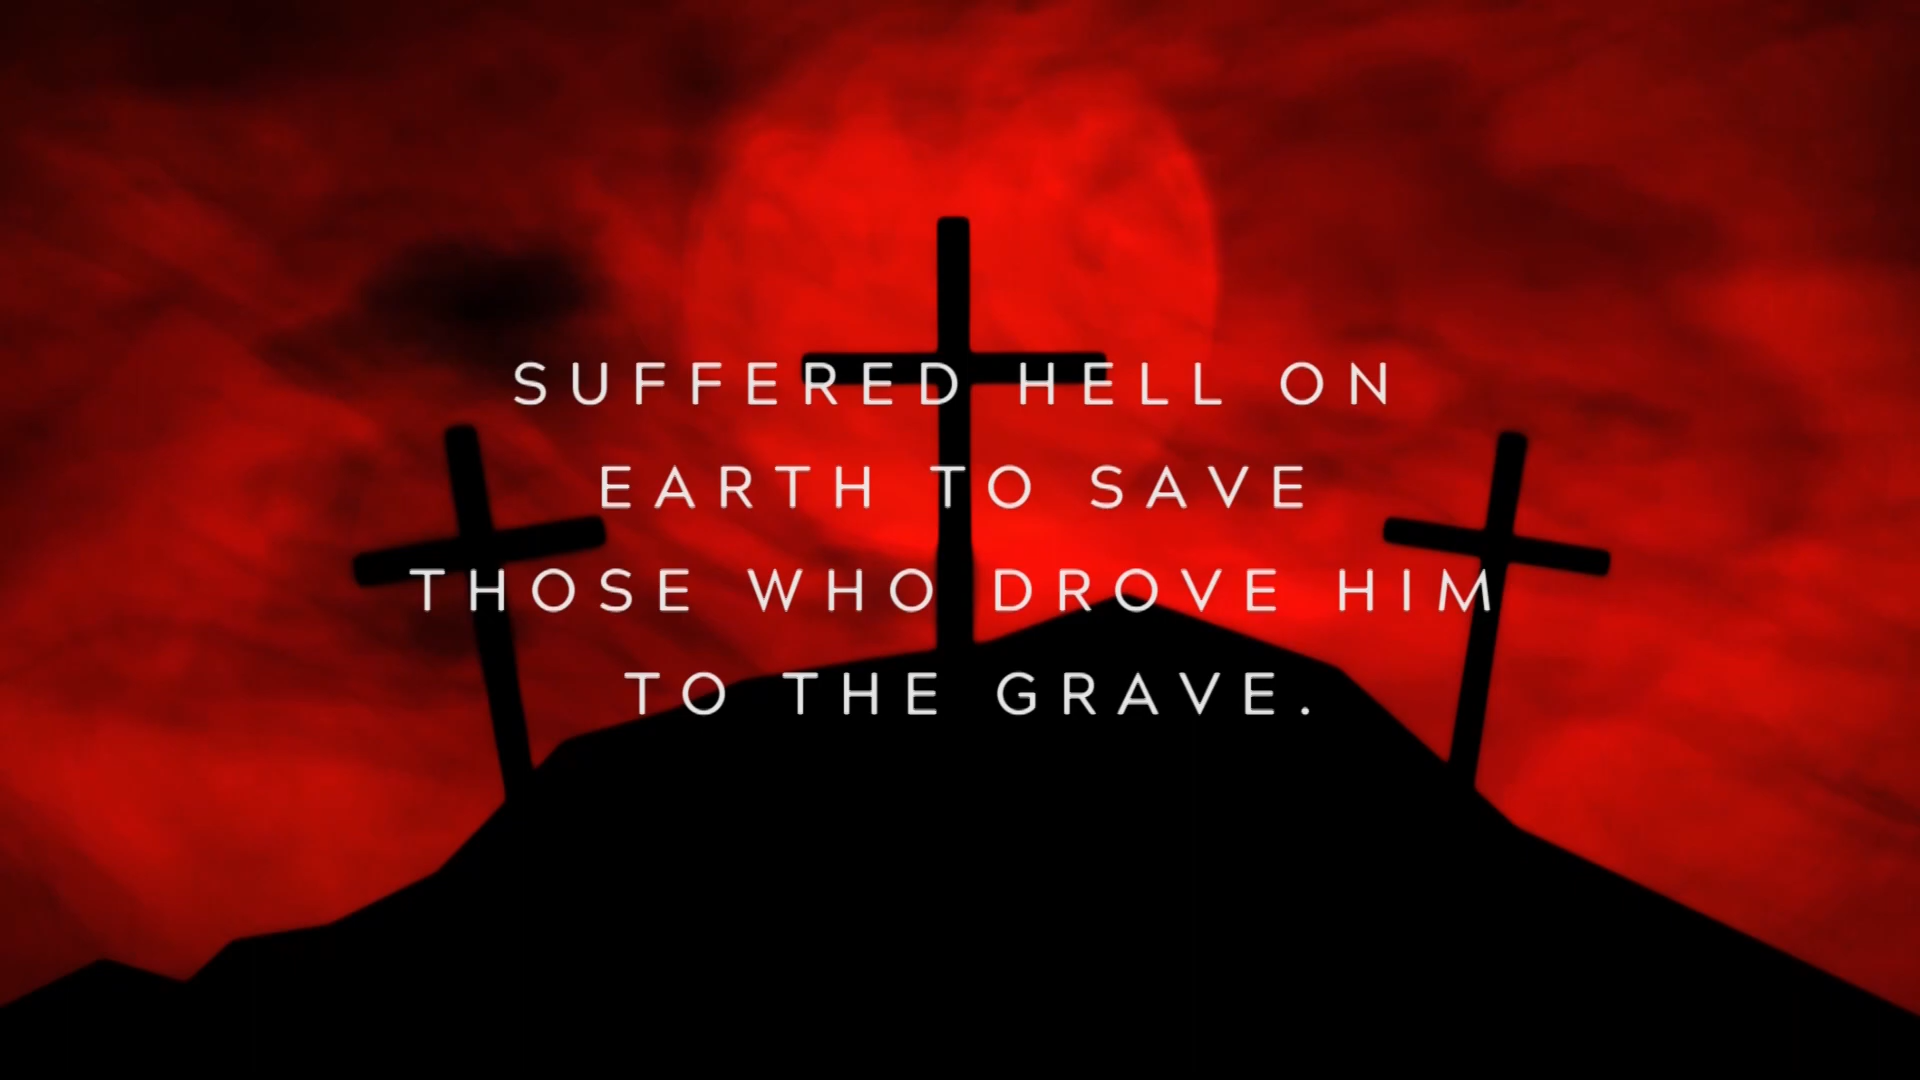 SUFFERED HELL ON
EARTH TO SAVE
THOSE WHO DROVE HIM
TO THE GRAVE.